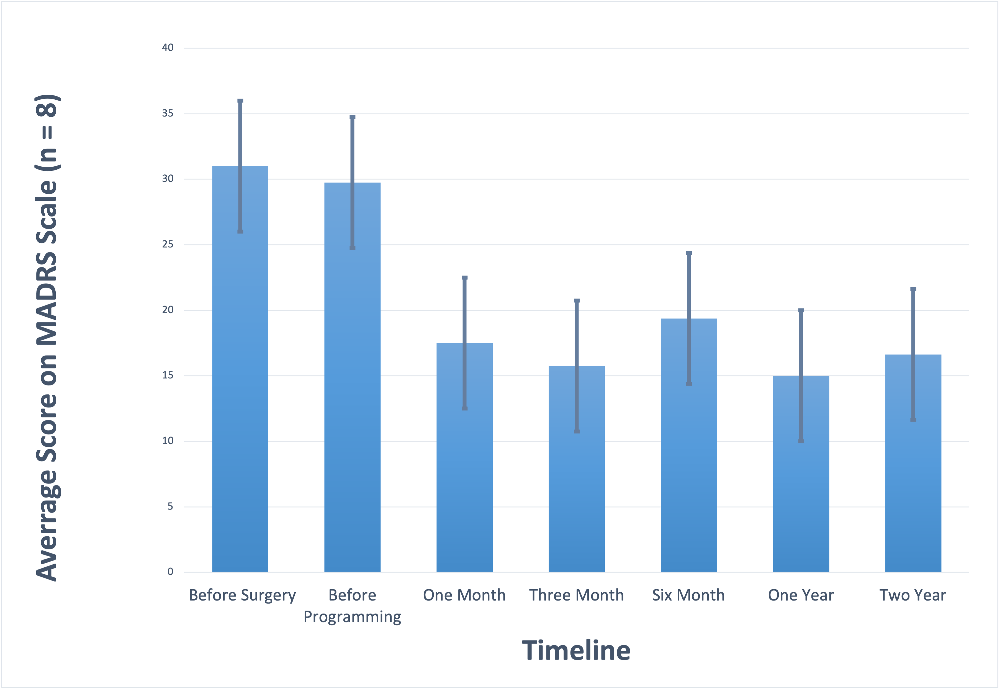 Average Score on MADRS Scale (n = 8)
40
35
30
25
20
15
10
5
0
Before Surgery
Before
Programming
One Month
Three Month
Six Month
One Year
Two Year
Timeline